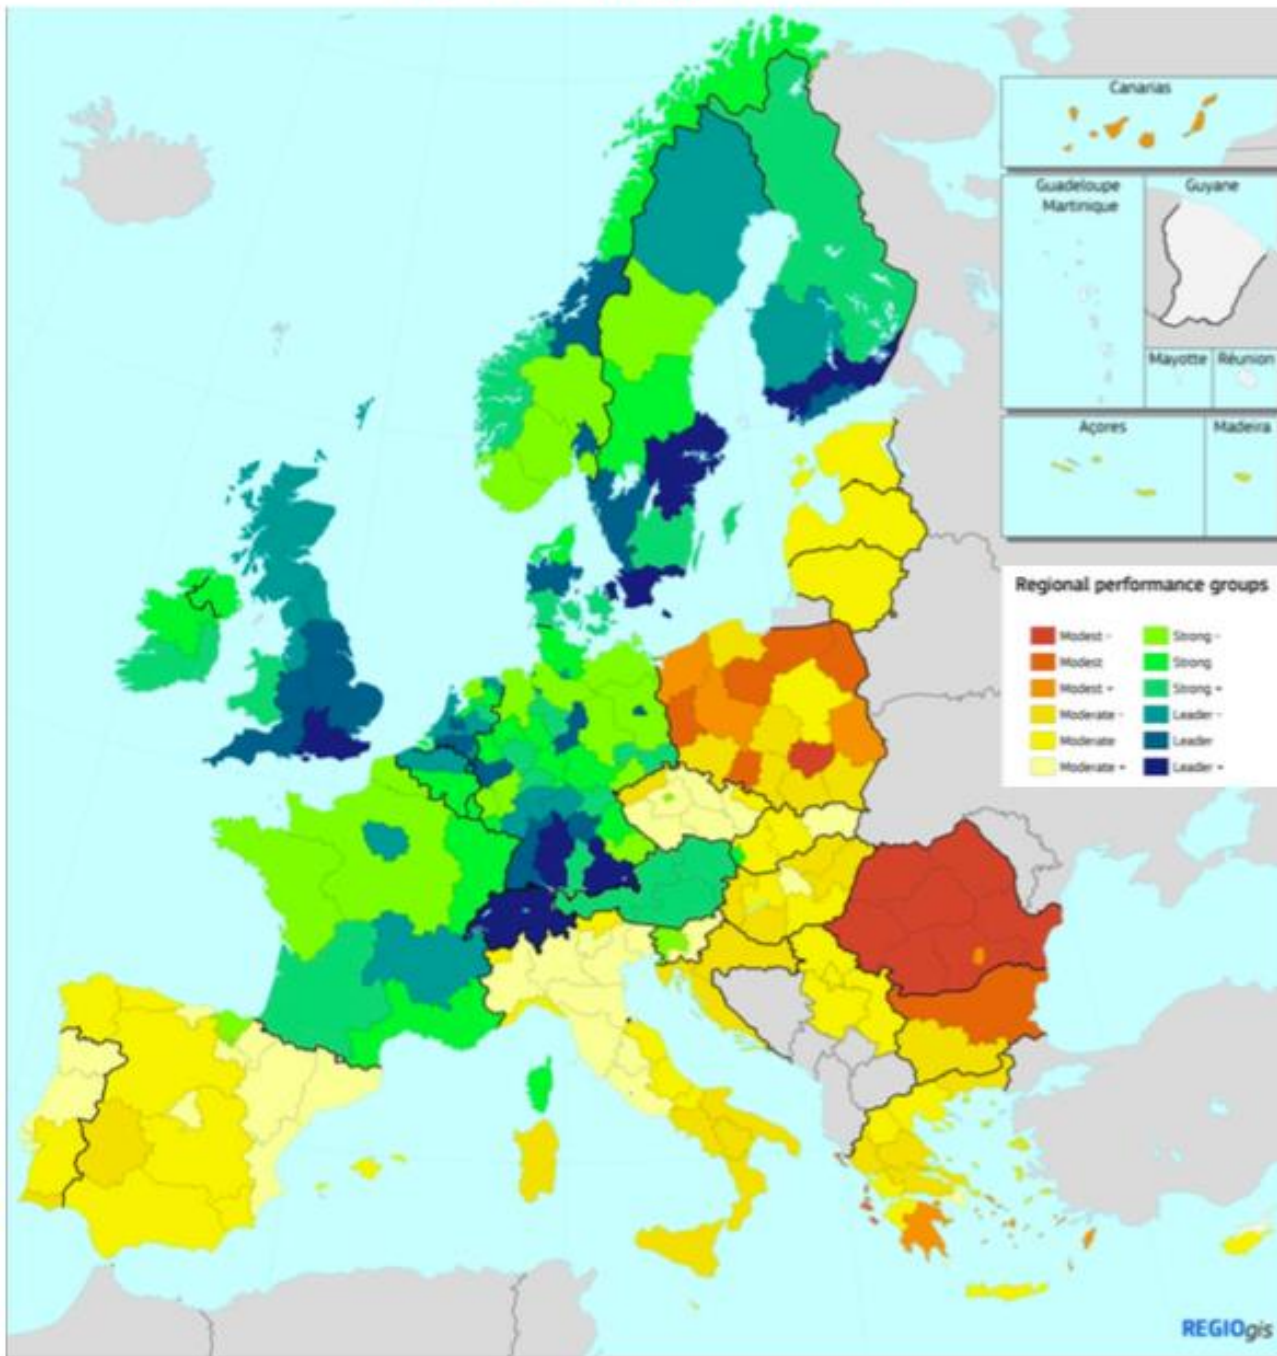 Canarias
Guadeloupe
Martinique
Guyane
Mayotte
Réunion
Açores
Madeira
Regional performance groups
Modest -
Strong -
Modest
Strong
Modest +
Strong +
Moderate -
Leader -
Moderate
Leader
Moderate +
Leader +
REGIOgis